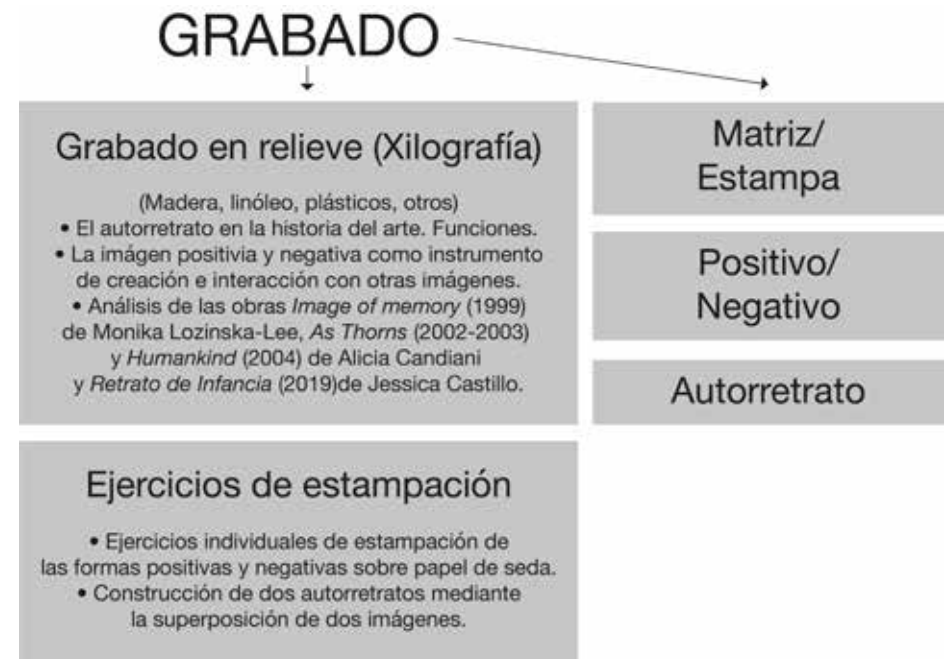 GRABADO
Grabado en relieve (Xilografía)
(Madera, linóleo, plásticos, otros)
• El autorretrato en la historia del arte. Funciones.
• La imágen positivia y negativa como instrumento
de creación e interacción con otras imágenes.
• Análisis de las obras Image of memory (1999)
de Monika Lozinska-Lee, As Thorns (2002-2003)
y Humankind (2004) de Alicia Candiani
y Retrato de Infancia (2019)de Jessica Castillo.
Ejercicios de estampación
• Ejercicios individuales de estampación de
las formas positivas y negativas sobre papel de seda.
• Construcción de dos autorretratos mediante
la superposición de dos imágenes.
Matriz/
Estampa
Positivo/
Negativo
Autorretrato